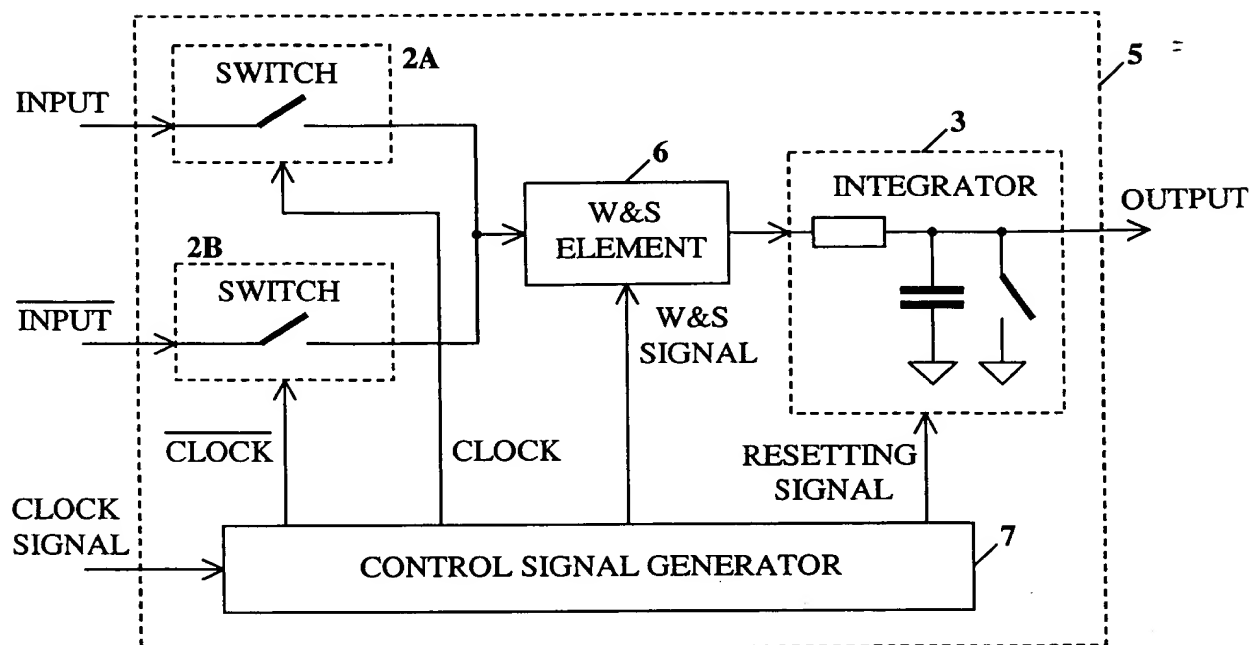 2A
SWITCH
5
INPUT
3
6
INTEGRATOR
OUTPUT
W&S
ELEMENT
2B
SWITCH
INPUT
W&S
SIGNAL
CLOCK
CLOCK
RESETTING
SIGNAL
CLOCK
SIGNAL
7
CONTROL SIGNAL GENERATOR